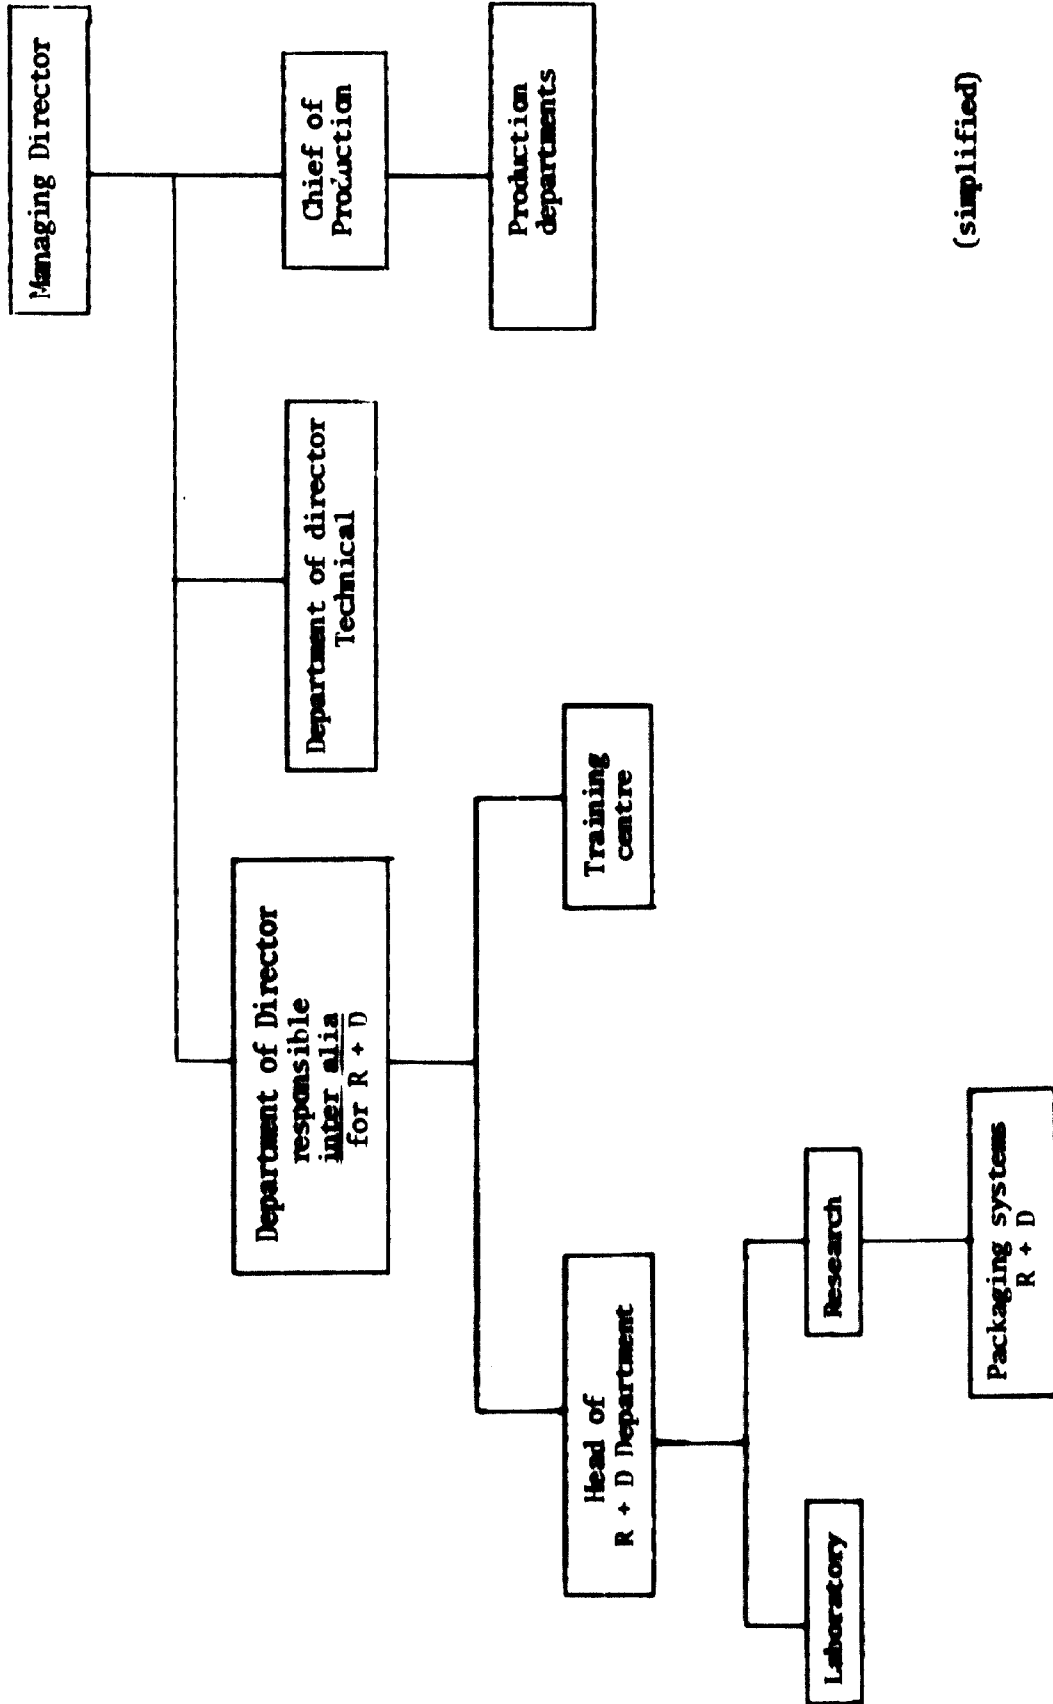 Managing Director
Department of Director
responsible
inter alia
for R + D
Department of director
Technical
Chief of
Production
Production
departments
Head of
R + D Department
Training
centre
Laboratory
Research
Packaging systems
R + D
(simplified)